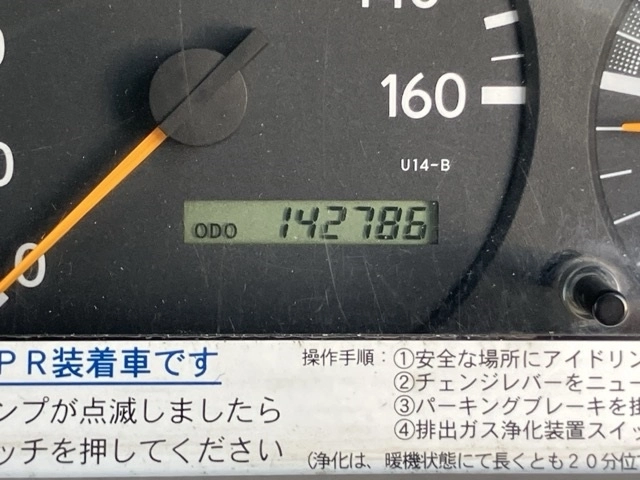 160
U14-B
ODO 142786
0
PR装着車です
ンプが点滅しましたら
ッチを押してください
操作手順：①安全な場所にアイドリン
②チェンジレバーをニュー
③パーキングブレーキを掛
④排出ガス浄化装置スイッ
（浄化は、暖機状態にて長くとも２０分位